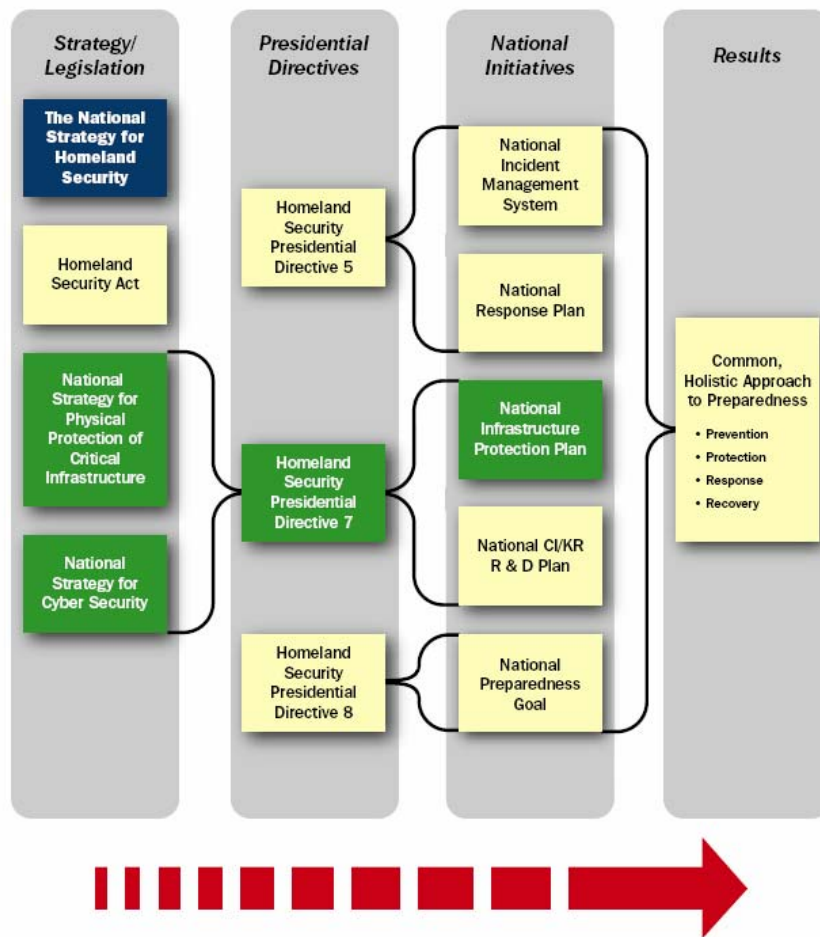 Strategy/
Legislation
The National
Strategy for
Homeland
Security
Homeland
Security Act
National
Strategy for
Physical
Protection of
Critical
Infrastructure
National
Strategy for
Cyber Security
Presidential
Directives
Homeland
Security
Presidential
Directive 5
Homeland
Security
Presidential
Directive 7
Homeland
Security
Presidential
Directive 8
National
Initiatives
National
Incident
Management
System
National
Response Plan
National
Infrastructure
Protection Plan
National CI/KR
R & D Plan
National
Preparedness
Goal
Results
Common,
Holistic Approach
to Preparedness
• Prevention
• Protection
• Response
• Recovery